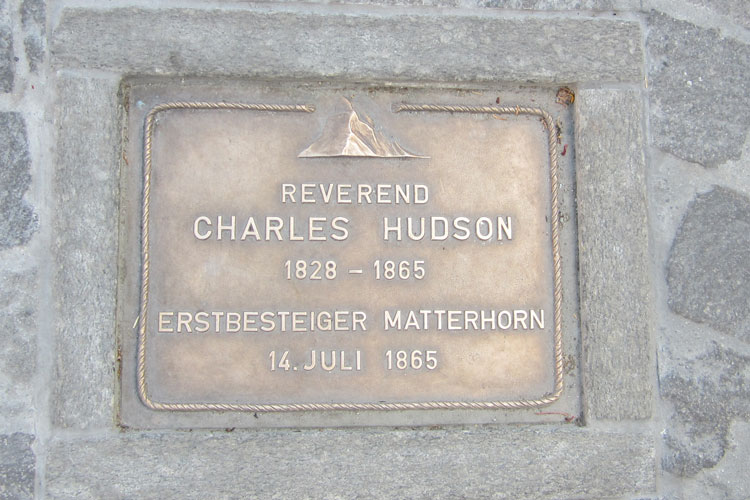 REVEREND
CHARLES HUDSON
1828 – 1865
ERSTBESTEIGER MATTERHORN
14. JULI 1865